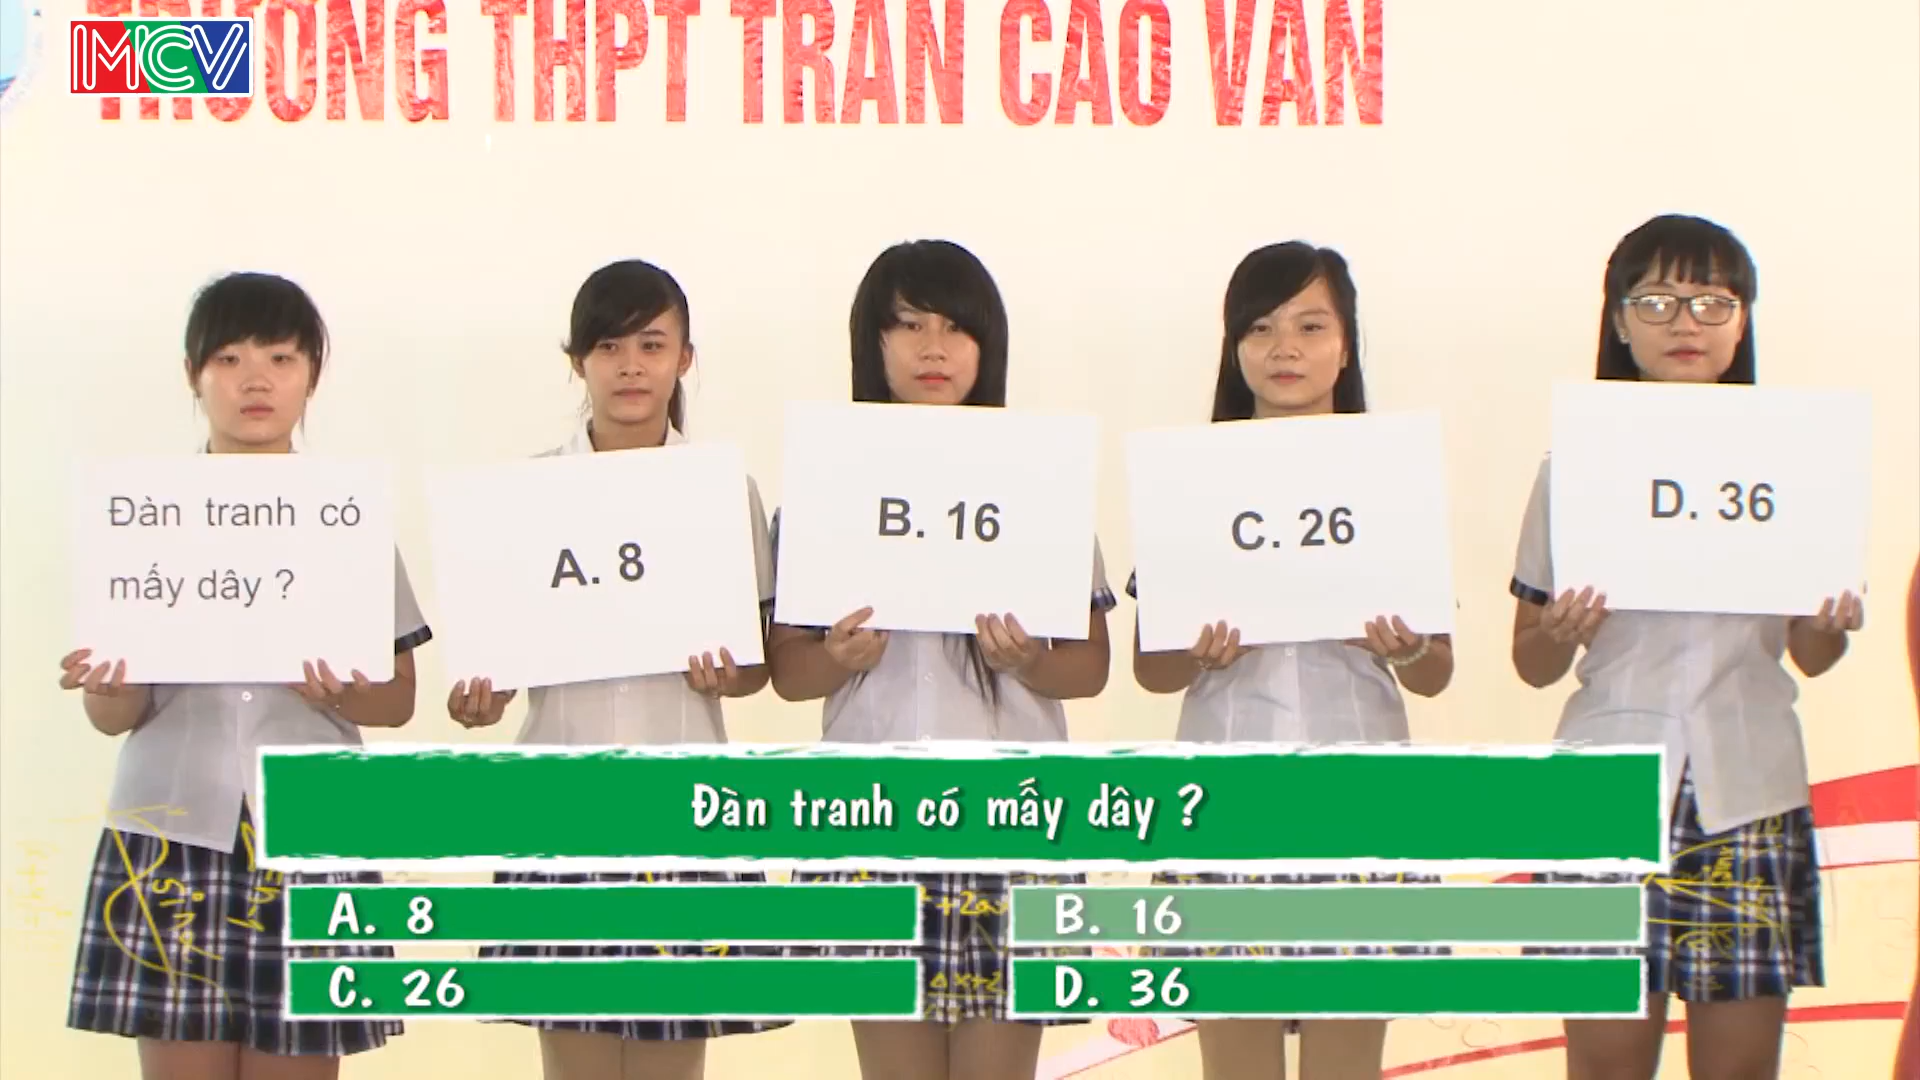 MCV
TRƯỜNG THPT TRẦN CAO VÂN
Đàn tranh có
mấy dây ?
A. 8
B. 16
C. 26
D. 36
Đàn tranh có mấy dây ?
A. 8
B. 16
C. 26
D. 36